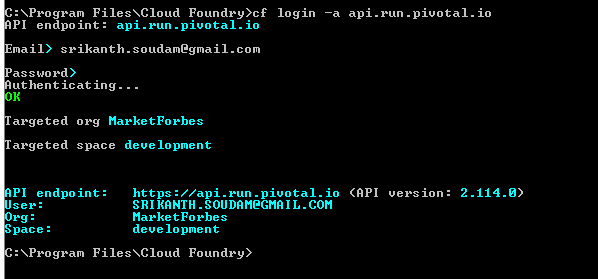 C:\Program Files\Cloud Foundry>cf login -a api.run.pivotal.io
API endpoint: api.run.pivotal.io
Email> srikanth.soudam@gmail.com
Password>
Authenticating...
OK
Targeted org MarketForbes
Targeted space development
API endpoint:   https://api.run.pivotal.io (API version: 2.114.0)
User:           SRIKANTH.SOUDAM@GMAIL.COM
Org:            MarketForbes
Space:          development
C:\Program Files\Cloud Foundry>